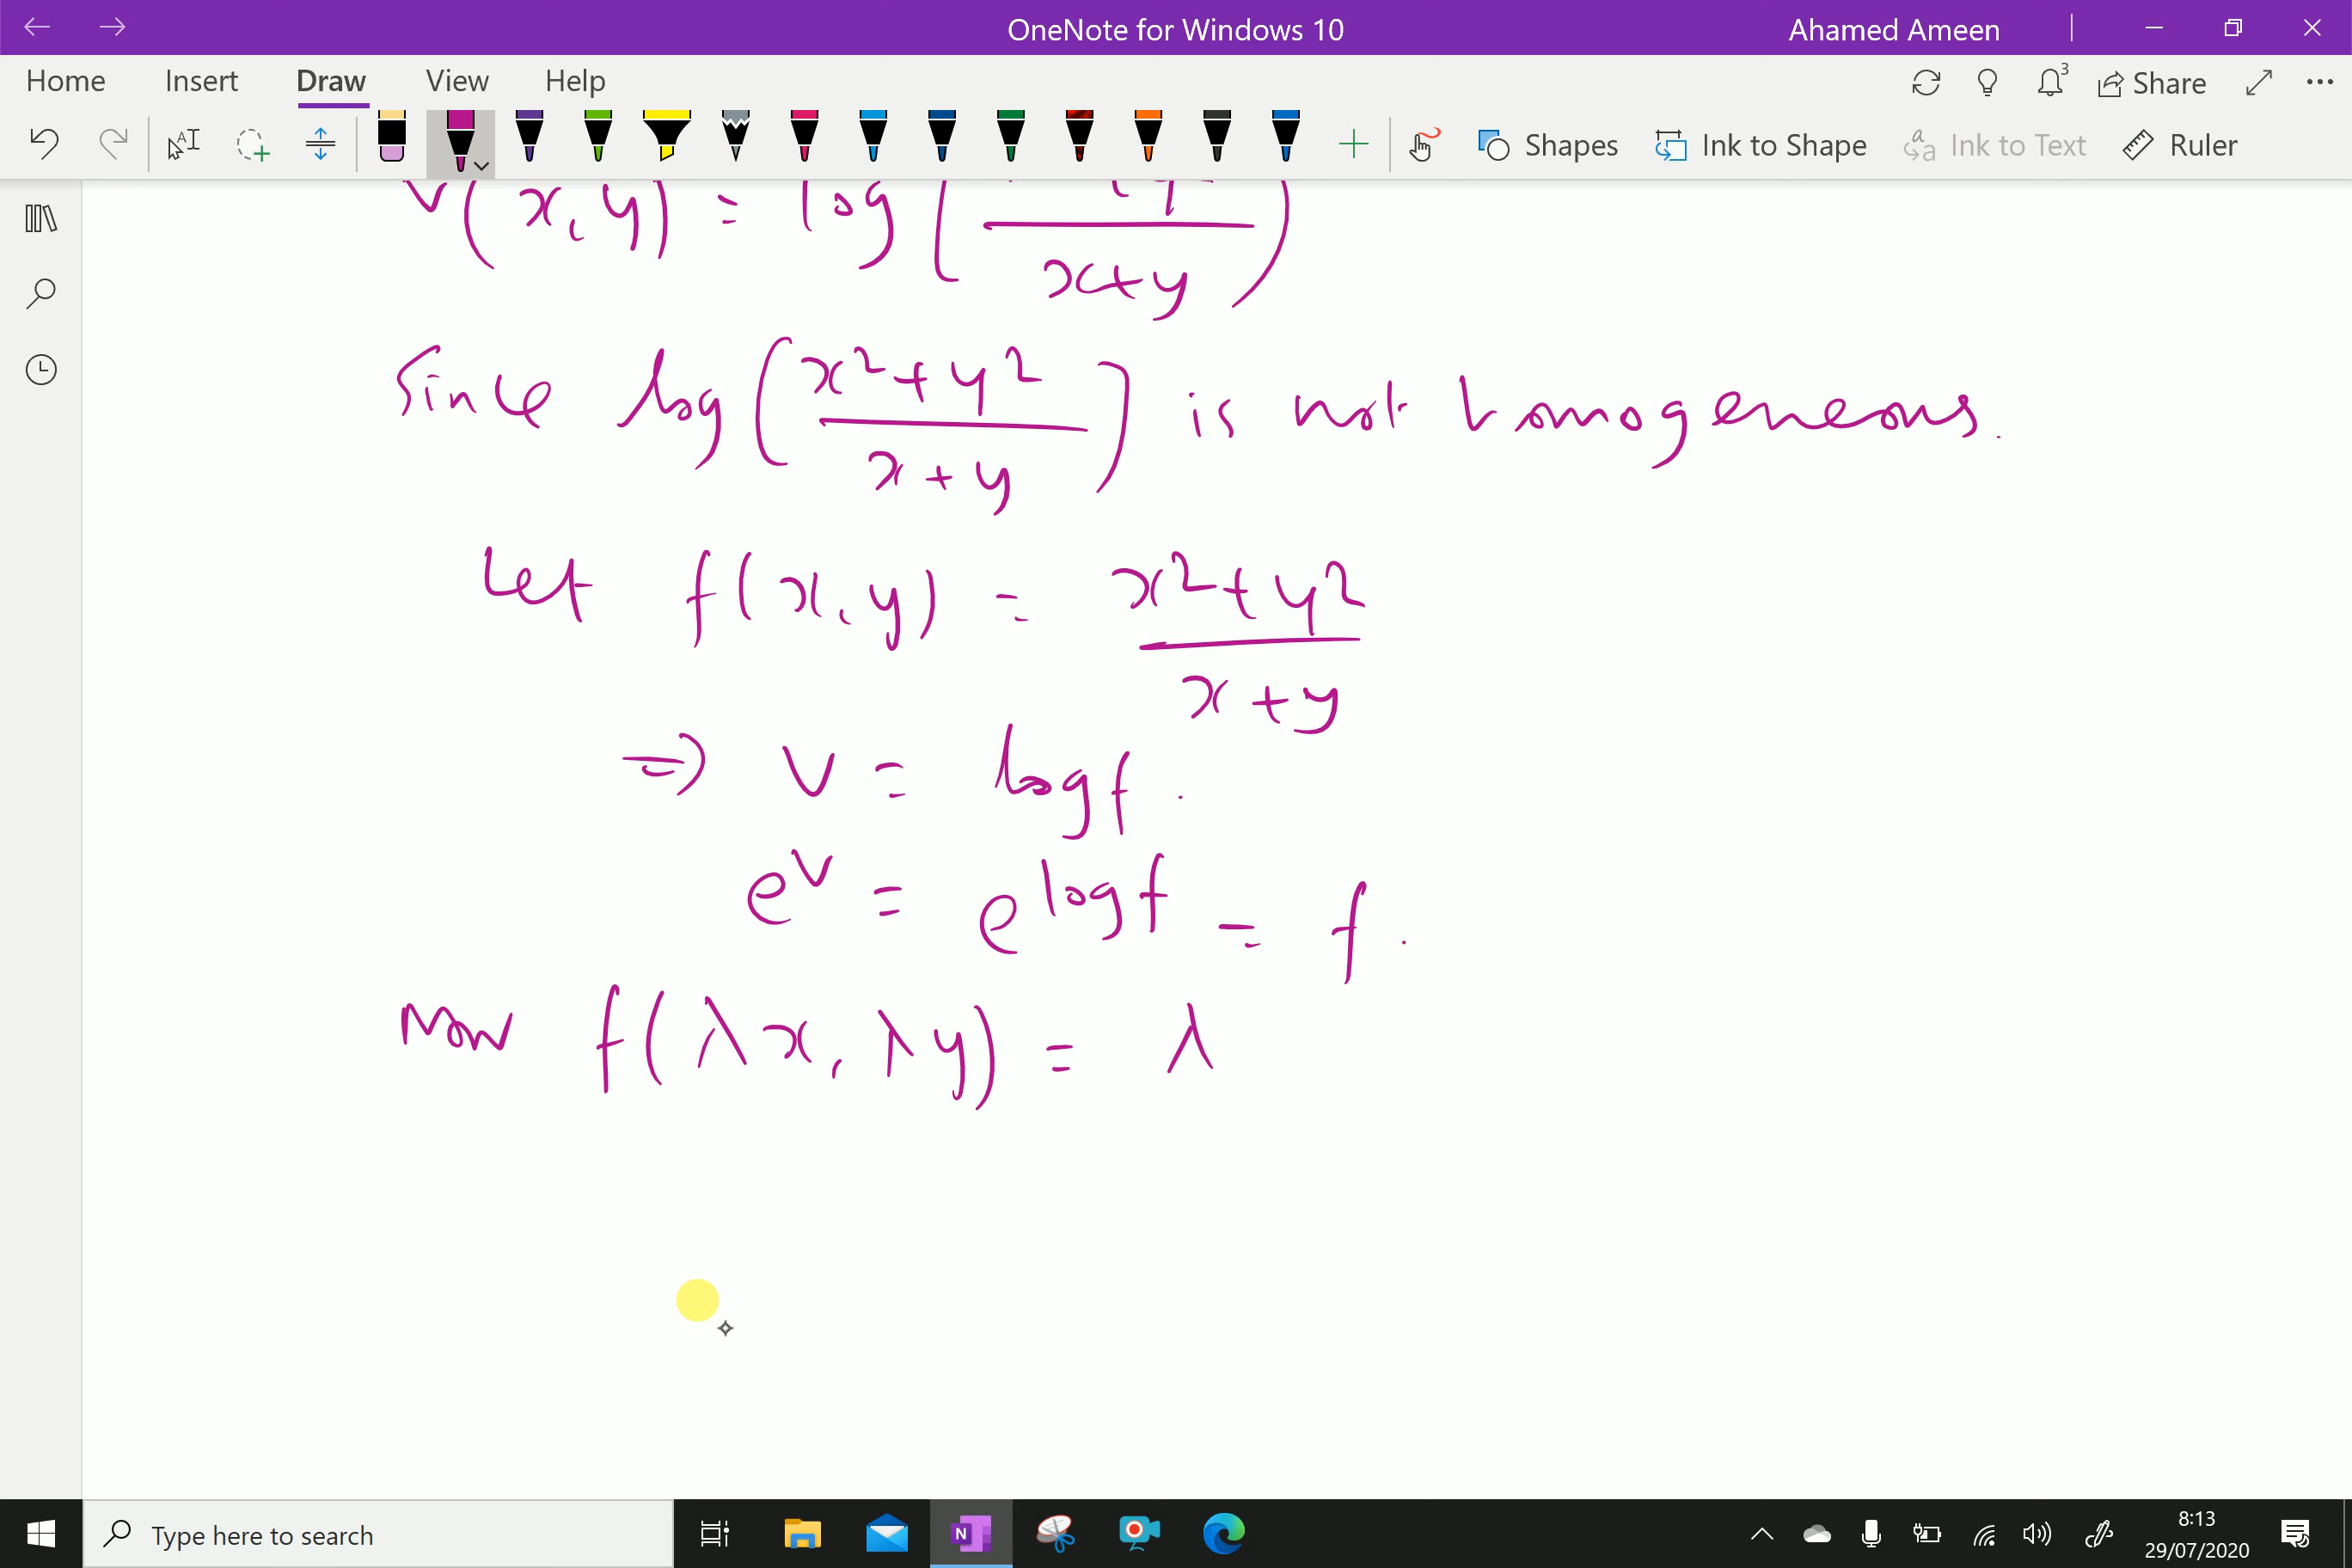 OneNote for Windows 10 Ahamed Ameen
Home Insert Draw View Help 3 Share
Shapes Ink to Shape Ink to Text Ruler
v(x,y) = log( / x+y)
Since log(x²+y² / x+y) is not homogeneous.
Let f(x,y) = x²+y² / x+y
⇒ v = log f.
e^v = e^log f = f.
Now f(λx, λy) = λ
Type here to search
8:13
29/07/2020